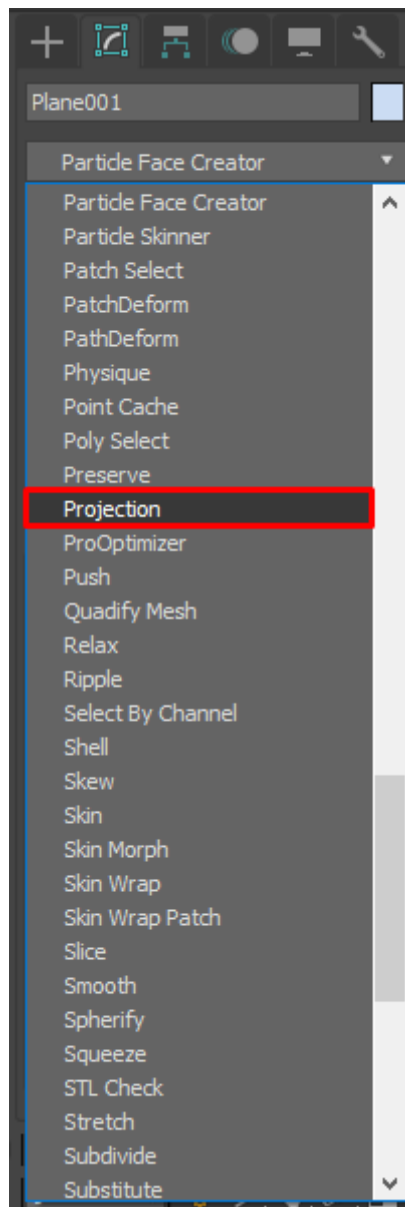 Plane001
Particle Face Creator
Particle Face Creator
Particle Skinner
Patch Select
PatchDeform
PathDeform
Physique
Point Cache
Poly Select
Preserve
Projection
ProOptimizer
Push
Quadify Mesh
Relax
Ripple
Select By Channel
Shell
Skew
Skin
Skin Morph
Skin Wrap
Skin Wrap Patch
Slice
Smooth
Spherify
Squeeze
STL Check
Stretch
Subdivide
Substitute